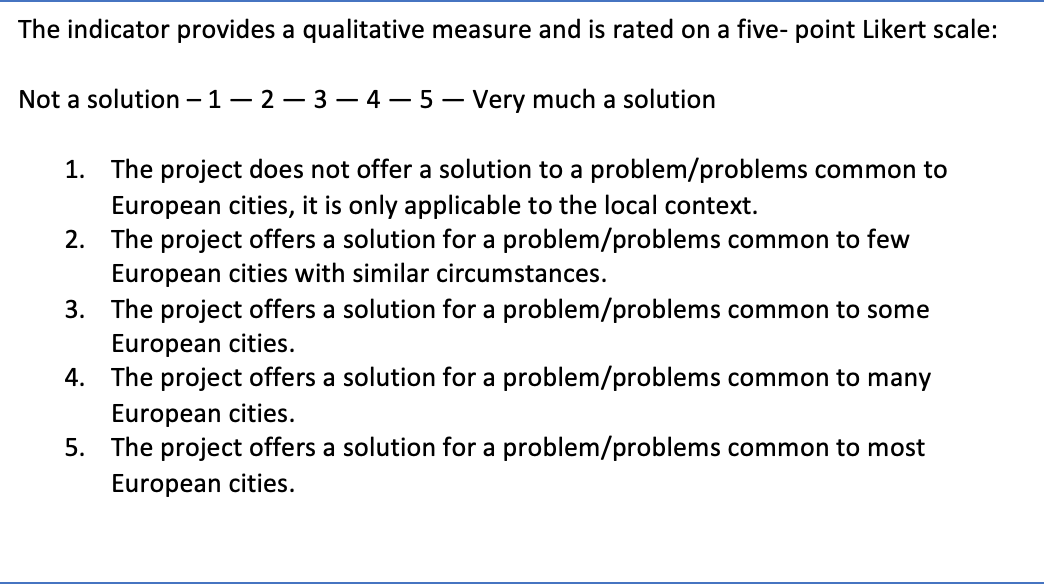 The indicator provides a qualitative measure and is rated on a five- point Likert scale:
Not a solution – 1 — 2 — 3 — 4 — 5 — Very much a solution
1. The project does not offer a solution to a problem/problems common to
European cities, it is only applicable to the local context.
2. The project offers a solution for a problem/problems common to few
European cities with similar circumstances.
3. The project offers a solution for a problem/problems common to some
European cities.
4. The project offers a solution for a problem/problems common to many
European cities.
5. The project offers a solution for a problem/problems common to most
European cities.